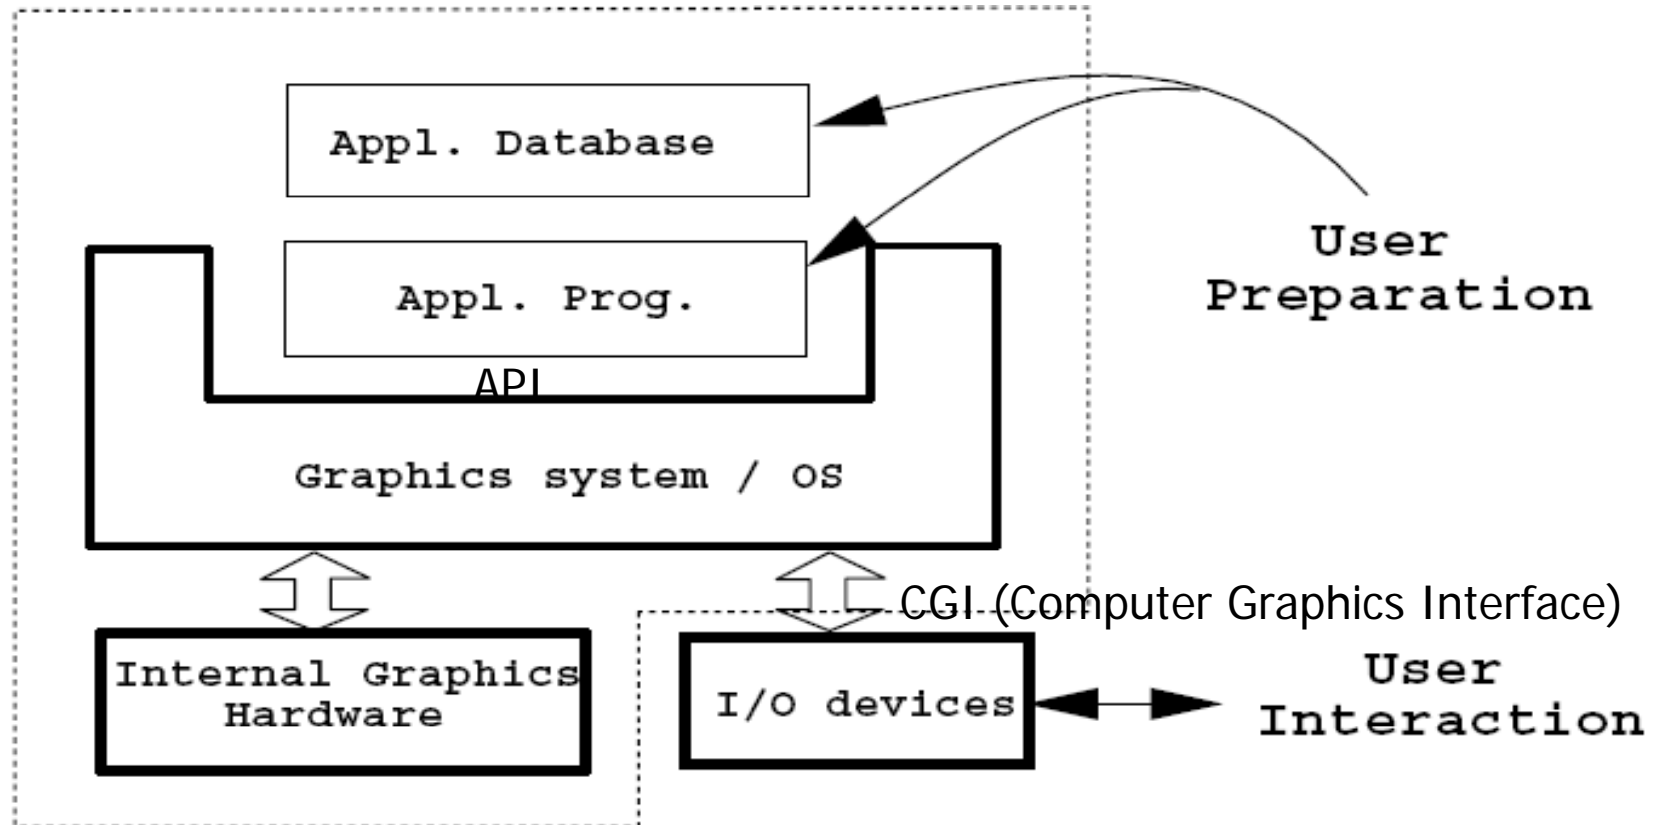 Appl. Database
User
Preparation
Appl. Prog.
API
Graphics system / OS
CGI (Computer Graphics Interface)
Internal Graphics
Hardware
I/O devices
User
Interaction